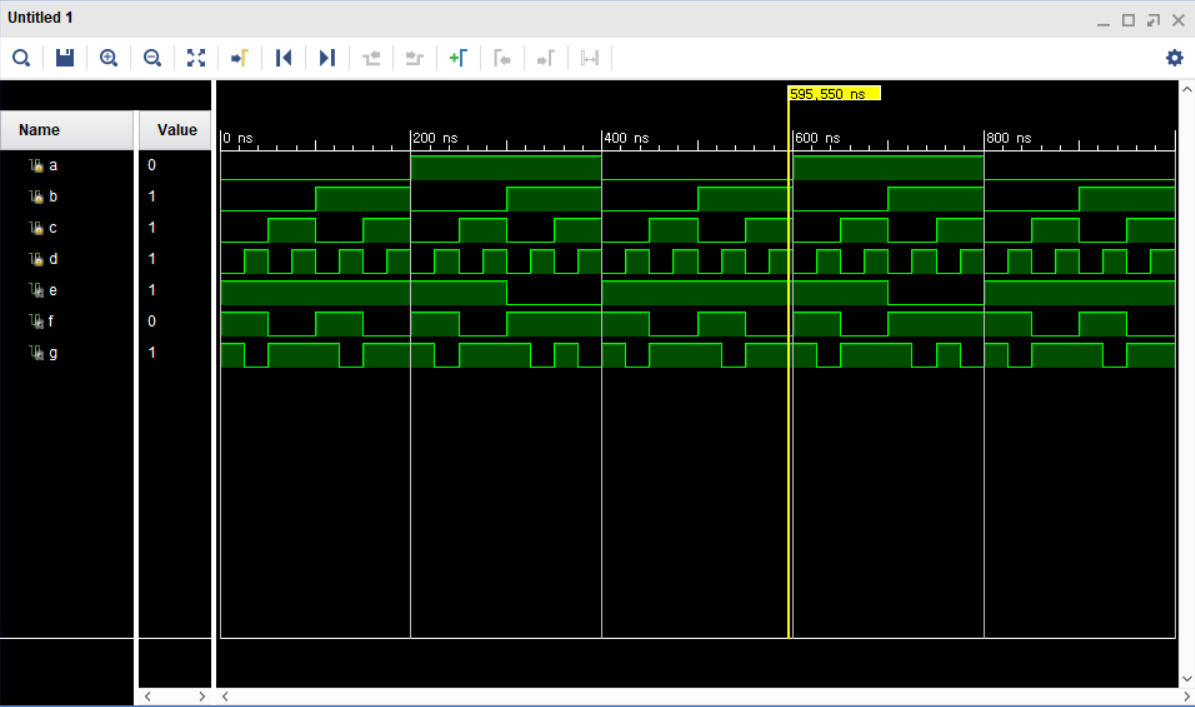 Untitled 1
595,550 ns
Name Value
0 ns 200 ns 400 ns 600 ns 800 ns
a 0
b 1
c 1
d 1
e 1
f 0
g 1